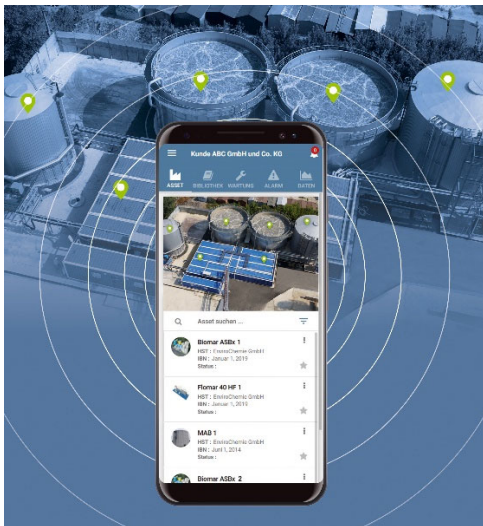 Kunde ABC GmbH und Co. KG
ASSET BIBLIOTHEK WARTUNG ALARM DATEN
Asset suchen ...
Biomar ASBx 1
HST : EnviroChemie GmbH
IBN : Januar 1, 2019
Status :
Flomar 40 HF 1
HST : EnviroChemie GmbH
IBN : Januar 1, 2019
Status :
MAB 1
HST : EnviroChemie GmbH
IBN : Juni 1, 2014
Status :
Biomar ASBx 2